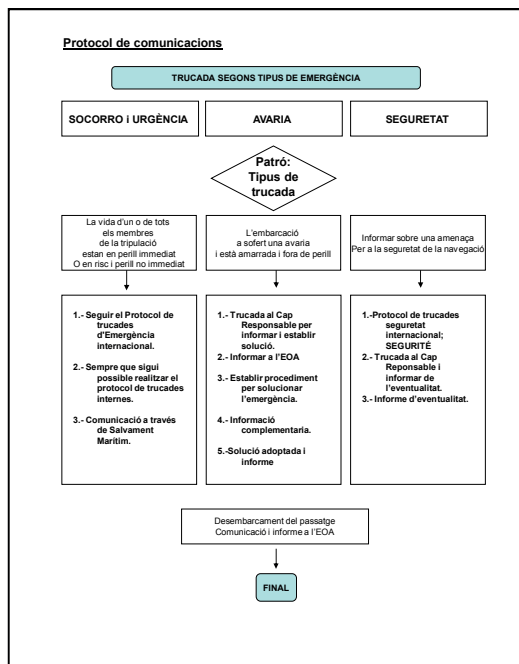 Protocol de comunicacions
TRUCADA SEGONS TIPUS DE EMERGÈNCIA
SOCORRO i URGÈNCIA
AVARIA
SEGURETAT
Patró:
Tipus de
trucada
La vida d'un o de tots
els membres
de la tripulació
estan en perill immediat
O en risc i perill no immediat
L'embarcació
a sofert una avaria
i està amarrada i fora de perill
Informar sobre una amenaça
Per a la seguretat de la navegació
1.- Seguir el Protocol de
trucades
d'Emergència
internacional.
2.- Sempre que sigui
possible realitzar el
protocol de trucades
internes.
3.- Comunicació a través
de Salvament
Marítim.
1.- Trucada al Cap
Responsable per
informar i establir
solució.
2.- Informar a l'EOA
3.- Establir procediment
per solucionar
l'emergència.
4.- Informació
complementaria.
5.-Solució adoptada i
informe
1.-Protocol de trucades
seguretat
internacional;
SEGURITÉ
2.- Trucada al Cap
Reponsable i
informar de
l'eventualitat.
3.- Informe d'eventualitat.
Desembarcament del passatge
Comunicació i informe a l'EOA
FINAL